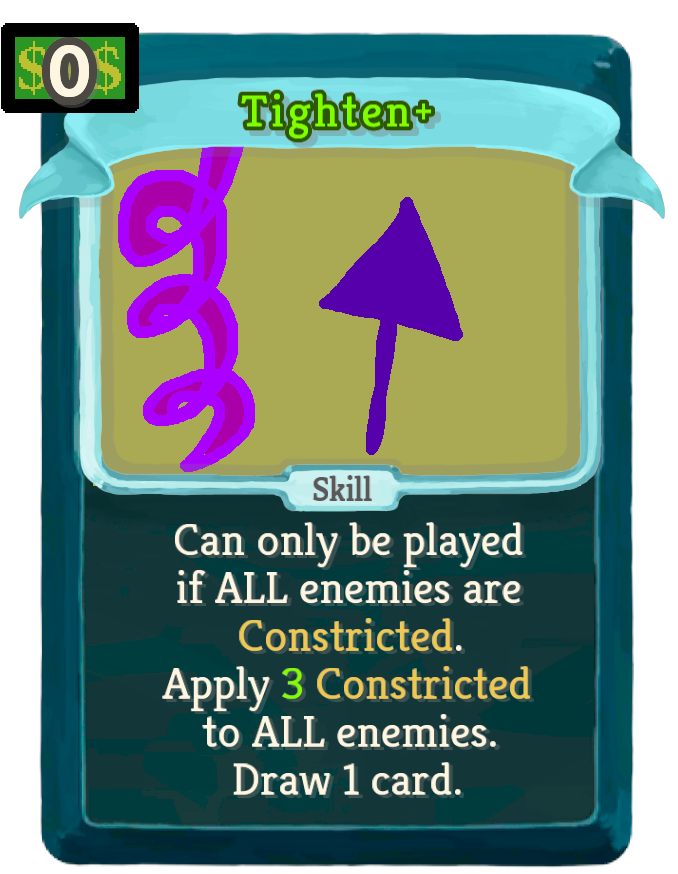 $0$
Tighten+
Skill
Can only be played
if ALL enemies are
Constricted.
Apply 3 Constricted
to ALL enemies.
Draw 1 card.